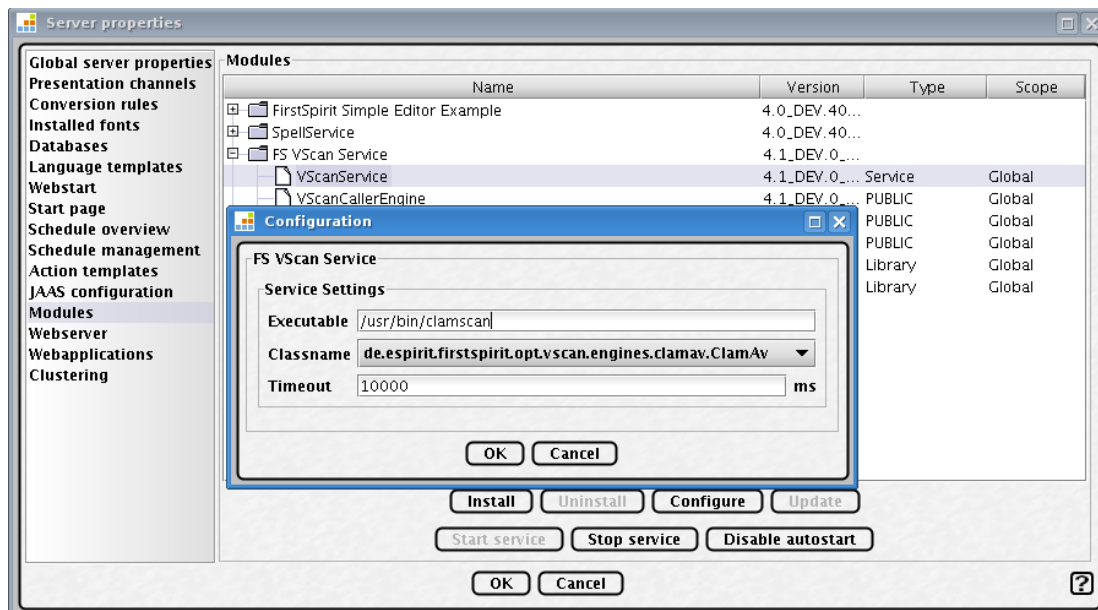 Server properties
Global server properties
Presentation channels
Conversion rules
Installed fonts
Databases
Language templates
Webstart
Start page
Schedule overview
Schedule management
Action templates
JAAS configuration
Modules
Webserver
Webapplications
Clustering
Modules
Name Version Type Scope
FirstSpirit Simple Editor Example 4.0_DEV.40...
SpellService 4.0_DEV.40...
FS VScan Service 4.1_DEV.0_...
VScanService 4.1_DEV.0_... Service Global
VScanCallerEngine 4.1_DEV.0_... PUBLIC Global
PUBLIC Global
PUBLIC Global
Library Global
Library Global
Configuration
FS VScan Service
Service Settings
Executable /usr/bin/clamscan
Classname de.espirit.firstspirit.opt.vscan.engines.clamav.ClamAv
Timeout 10000 ms
OK Cancel
Install Uninstall Configure Update
Start service Stop service Disable autostart
OK Cancel ?